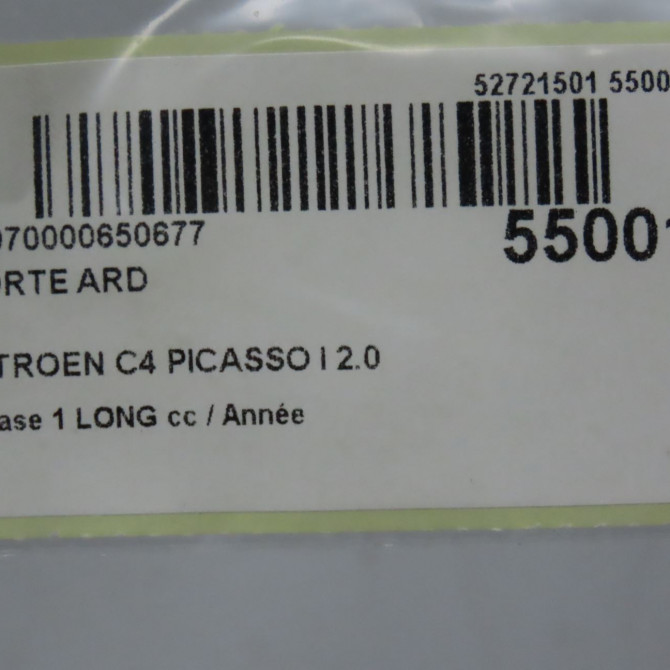 52721501 5500
070000650677
55001
ORTE ARD
TROEN C4 PICASSO I 2.0
ase 1 LONG cc / Année